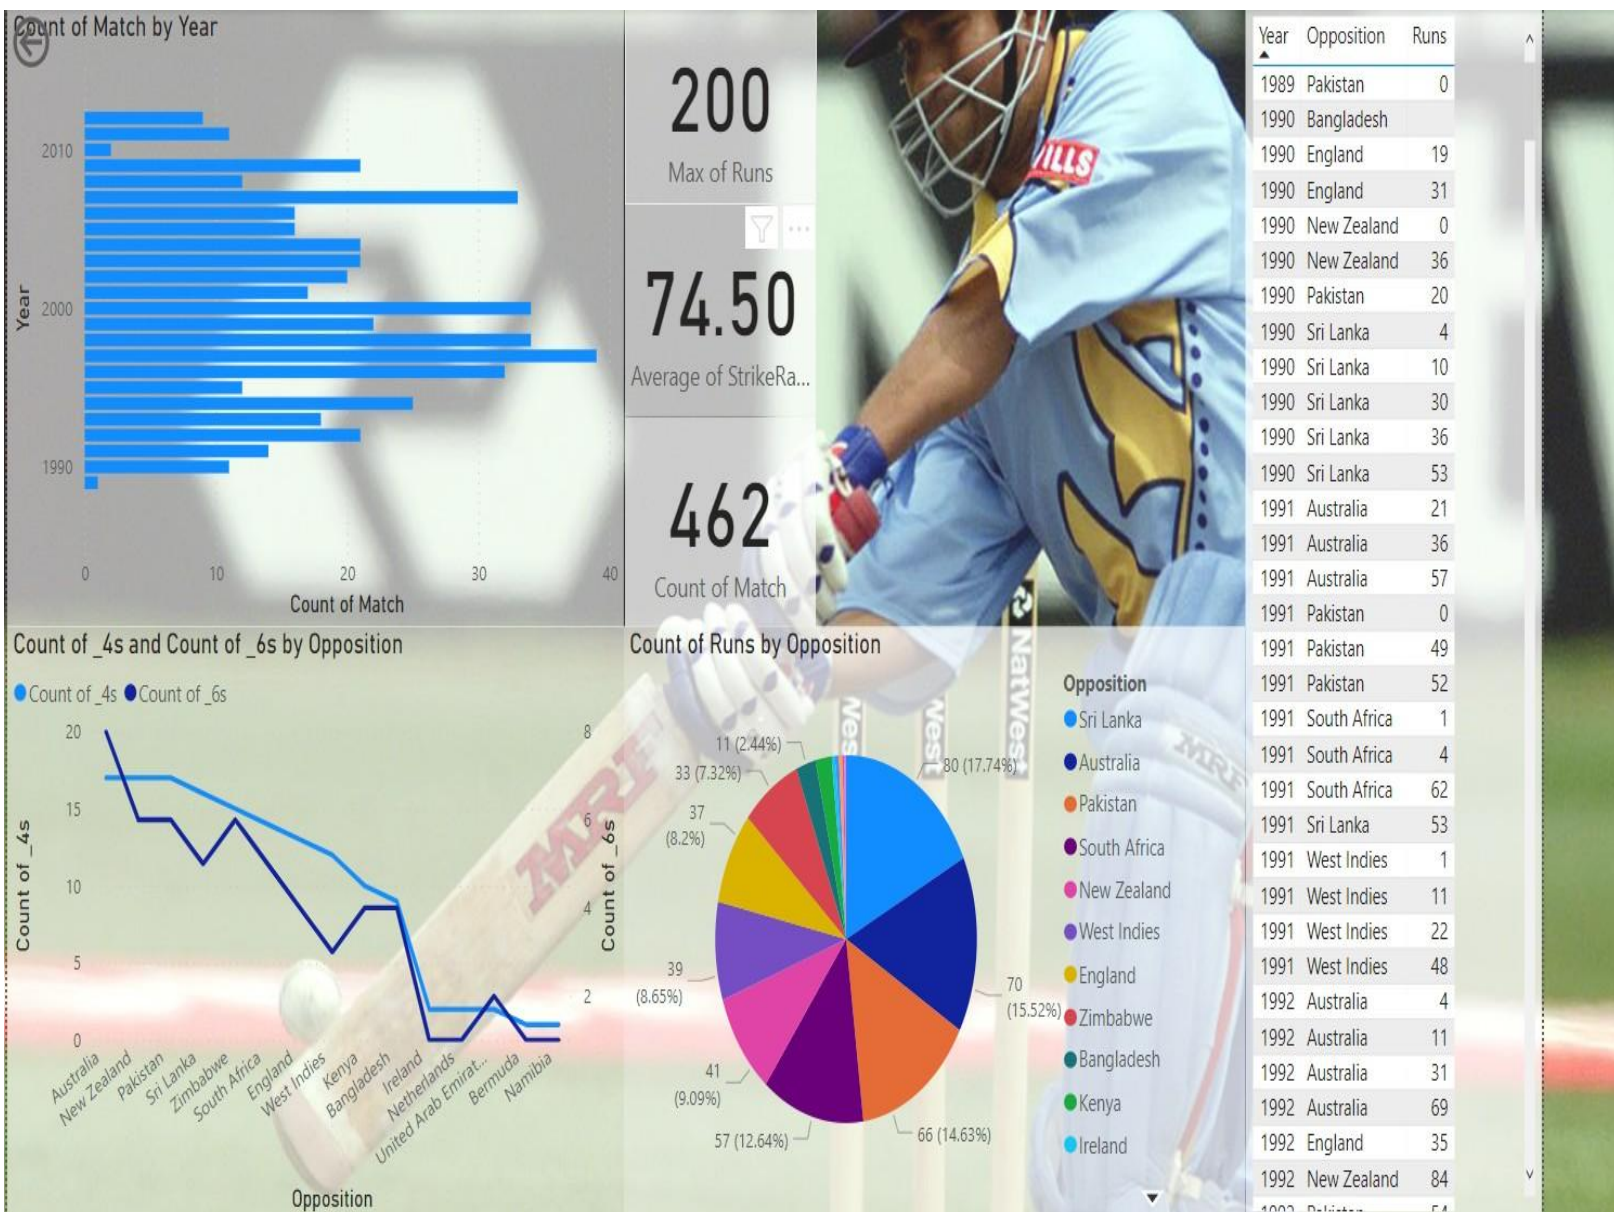 Count of Match by Year
2010
2000
1990
Year
0 10 20 30 40
Count of Match
200
Max of Runs
74.50
Average of StrikeRa...
462
Count of Match
Count of _4s and Count of _6s by Opposition
Count of _4s Count of _6s
20
15
10
5
0
Count of _4s
8
6
4
2
Count of _6s
Australia
New Zealand
Pakistan
Sri Lanka
Zimbabwe
South Africa
England
West Indies
Kenya
Bangladesh
Ireland
Netherlands
United Arab Emirat...
Bermuda
Namibia
Opposition
Count of Runs by Opposition
80 (17.74%)
70
(15.52%)
66 (14.63%)
57 (12.64%)
41
(9.09%)
39
(8.65%)
37
(8.2%)
33 (7.32%)
11 (2.44%)
Opposition
Sri Lanka
Australia
Pakistan
South Africa
New Zealand
West Indies
England
Zimbabwe
Bangladesh
Kenya
Ireland
MRF
MRF
NatWest
West
West
Year Opposition Runs
1989 Pakistan 0
1990 Bangladesh
1990 England 19
1990 England 31
1990 New Zealand 0
1990 New Zealand 36
1990 Pakistan 20
1990 Sri Lanka 4
1990 Sri Lanka 10
1990 Sri Lanka 30
1990 Sri Lanka 36
1990 Sri Lanka 53
1991 Australia 21
1991 Australia 36
1991 Australia 57
1991 Pakistan 0
1991 Pakistan 49
1991 Pakistan 52
1991 South Africa 1
1991 South Africa 4
1991 South Africa 62
1991 Sri Lanka 53
1991 West Indies 1
1991 West Indies 11
1991 West Indies 22
1991 West Indies 48
1992 Australia 4
1992 Australia 11
1992 Australia 31
1992 Australia 69
1992 England 35
1992 New Zealand 84